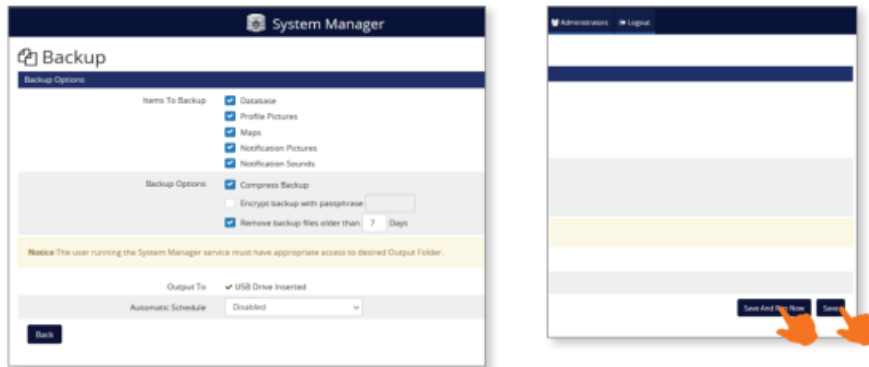 System Manager
Backup
Backup Options
Items To Backup
Database
Profile Pictures
Maps
Notification Pictures
Notification Sounds
Backup Options
Compress Backup
Encrypt backup with passphrase
Remove backup files older than 7 Days
Notice The user running the System Manager service must have appropriate access to desired Output Folder.
Output To USB Drive Inserted
Automatic Schedule Disabled
Back
Administrators Logout
Save And Run Now Save